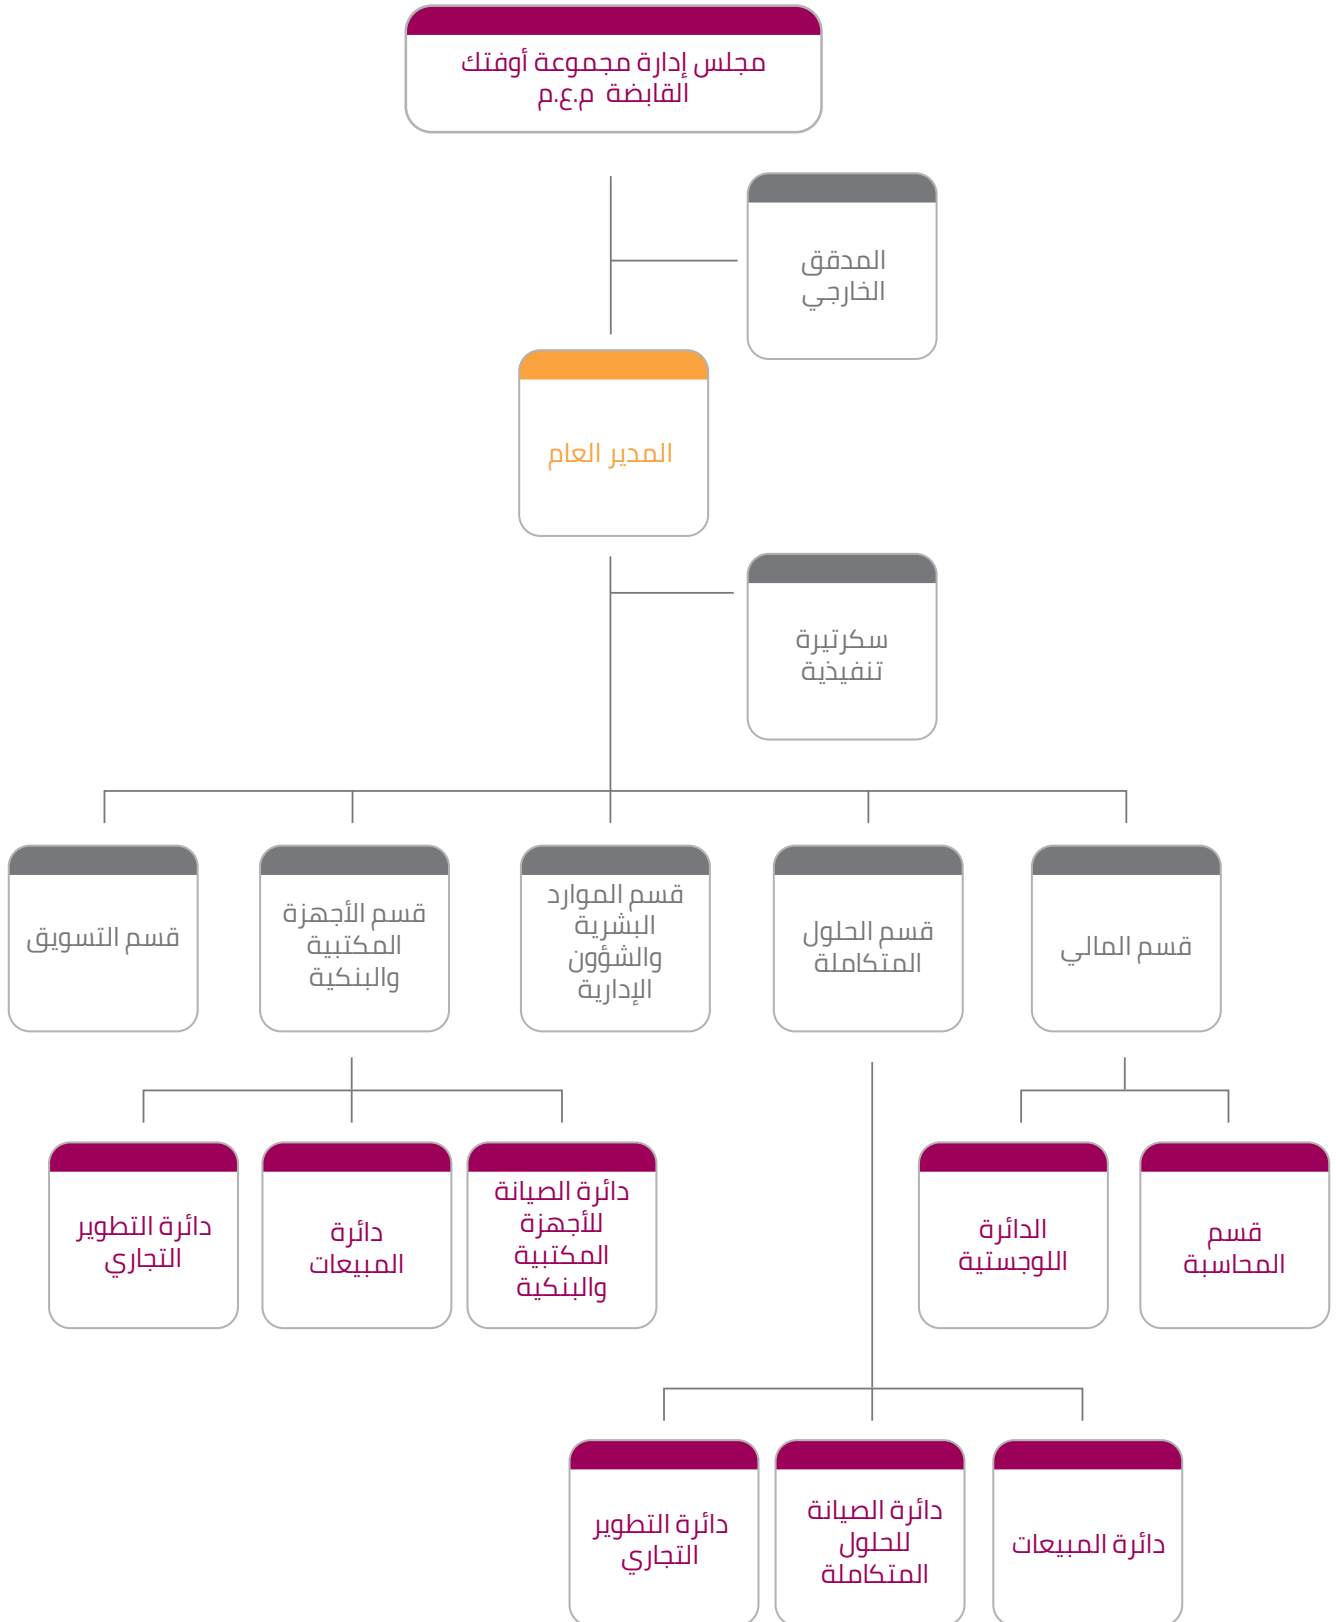 مجلس إدارة مجموعة أوفتك
القابضة م.ع.م
المدقق
الخارجي
المدير العام
سكرتيرة
تنفيذية
قسم المالي
قسم الحلول
المتكاملة
قسم الموارد
البشرية
والشؤون
الإدارية
قسم الأجهزة
المكتبية
والبنكية
قسم التسويق
قسم
المحاسبة
الدائرة
اللوجستية
دائرة الصيانة
للأجهزة
المكتبية
والبنكية
دائرة
المبيعات
دائرة التطوير
التجاري
دائرة المبيعات
دائرة الصيانة
للحلول
المتكاملة
دائرة التطوير
التجاري